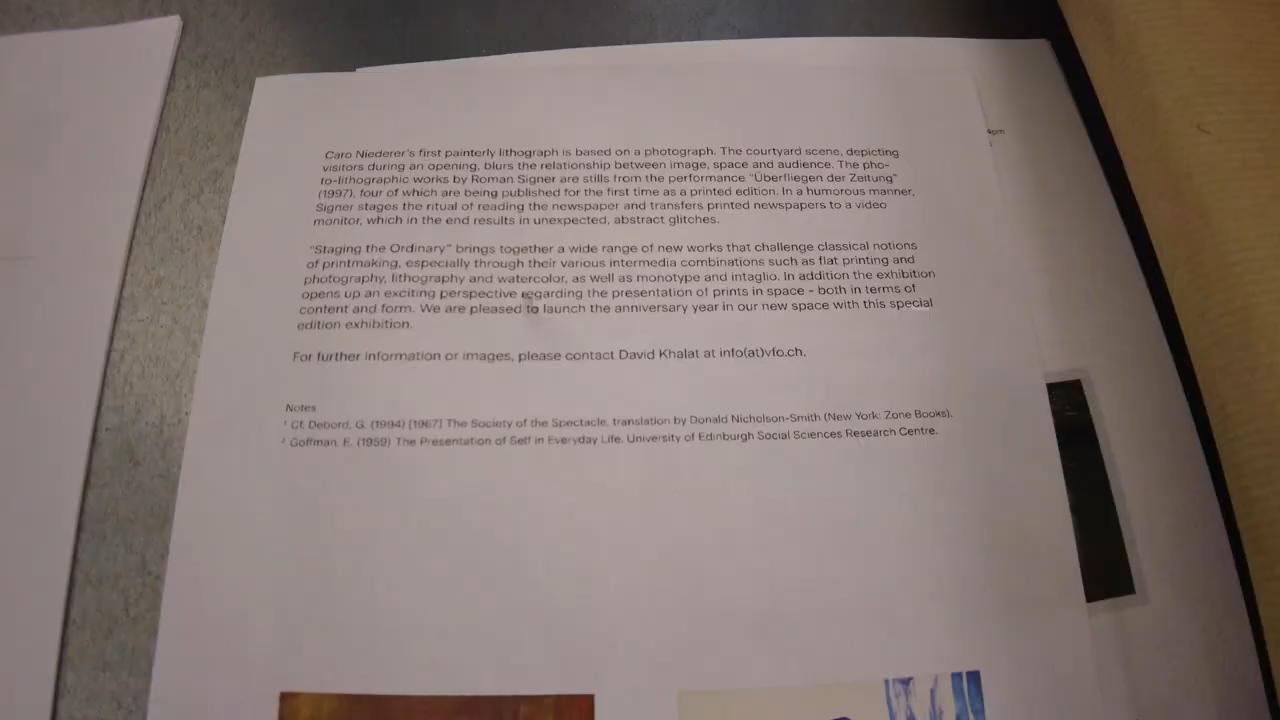 Caro Niederer's first painterly lithograph is based on a photograph. The courtyard scene, depicting
visitors during an opening, blurs the relationship between image, space and audience. The pho-
to-lithographic works by Roman Signer are stills from the performance "Überfliegen der Zeitung"
(1997), four of which are being published for the first time as a printed edition. In a humorous manner,
Signer stages the ritual of reading the newspaper and transfers printed newspapers to a video
monitor, which in the end results in unexpected, abstract glitches.
"Staging the Ordinary" brings together a wide range of new works that challenge classical notions
of printmaking, especially through their various intermedia combinations such as flat printing and
photography, lithography and watercolor, as well as monotype and intaglio. In addition the exhibition
opens up an exciting perspective regarding the presentation of prints in space - both in terms of
content and form. We are pleased to launch the anniversary year in our new space with this special
edition exhibition.
For further information or images, please contact David Khalat at info(at)vfo.ch.
Notes
¹ Cf. Debord, G. (1994) [1967] The Society of the Spectacle, translation by Donald Nicholson-Smith (New York: Zone Books).
² Goffman, E. (1959) The Presentation of Self in Everyday Life. University of Edinburgh Social Sciences Research Centre.